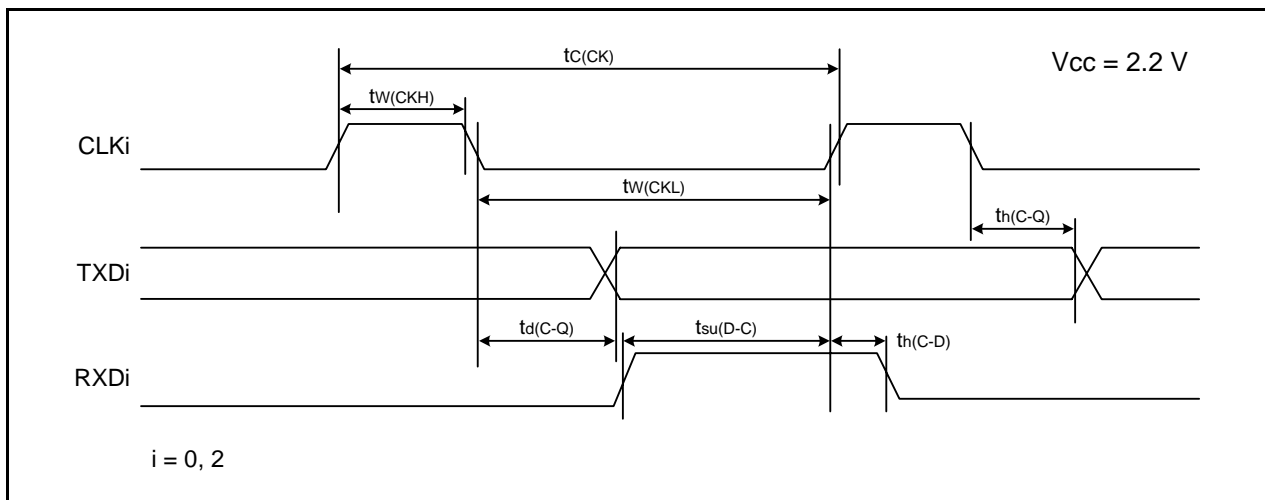 tC(CK)
Vcc = 2.2 V
tW(CKH)
CLKi
tW(CKL)
th(C-Q)
TXDi
td(C-Q)
tsu(D-C)
th(C-D)
RXDi
i = 0, 2